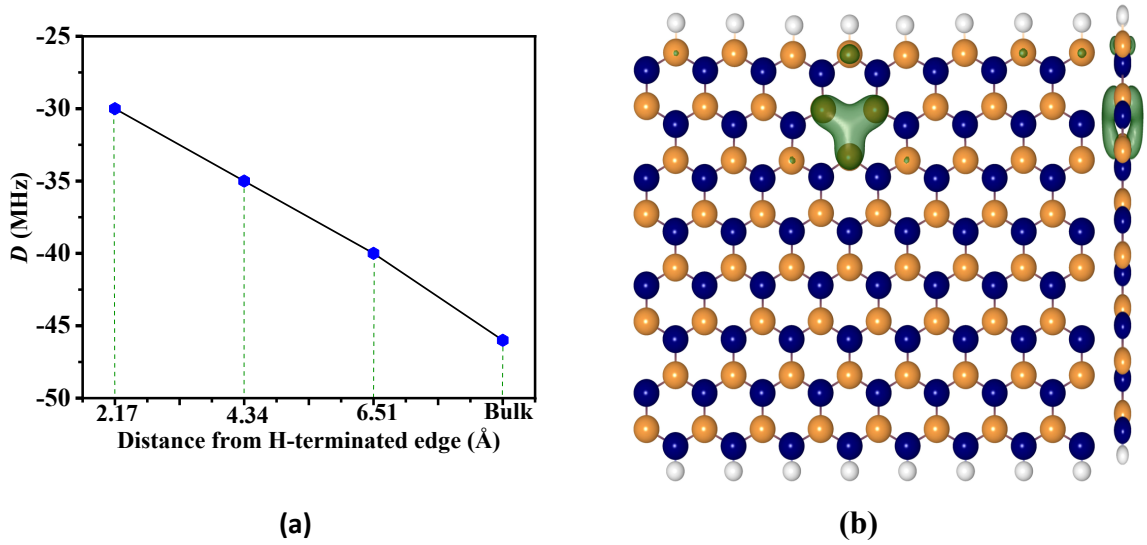 -25
-30
-35
-40
-45
-50
D (MHz)
2.17 4.34 6.51 Bulk
Distance from H-terminated edge (Å)
(a) (b)